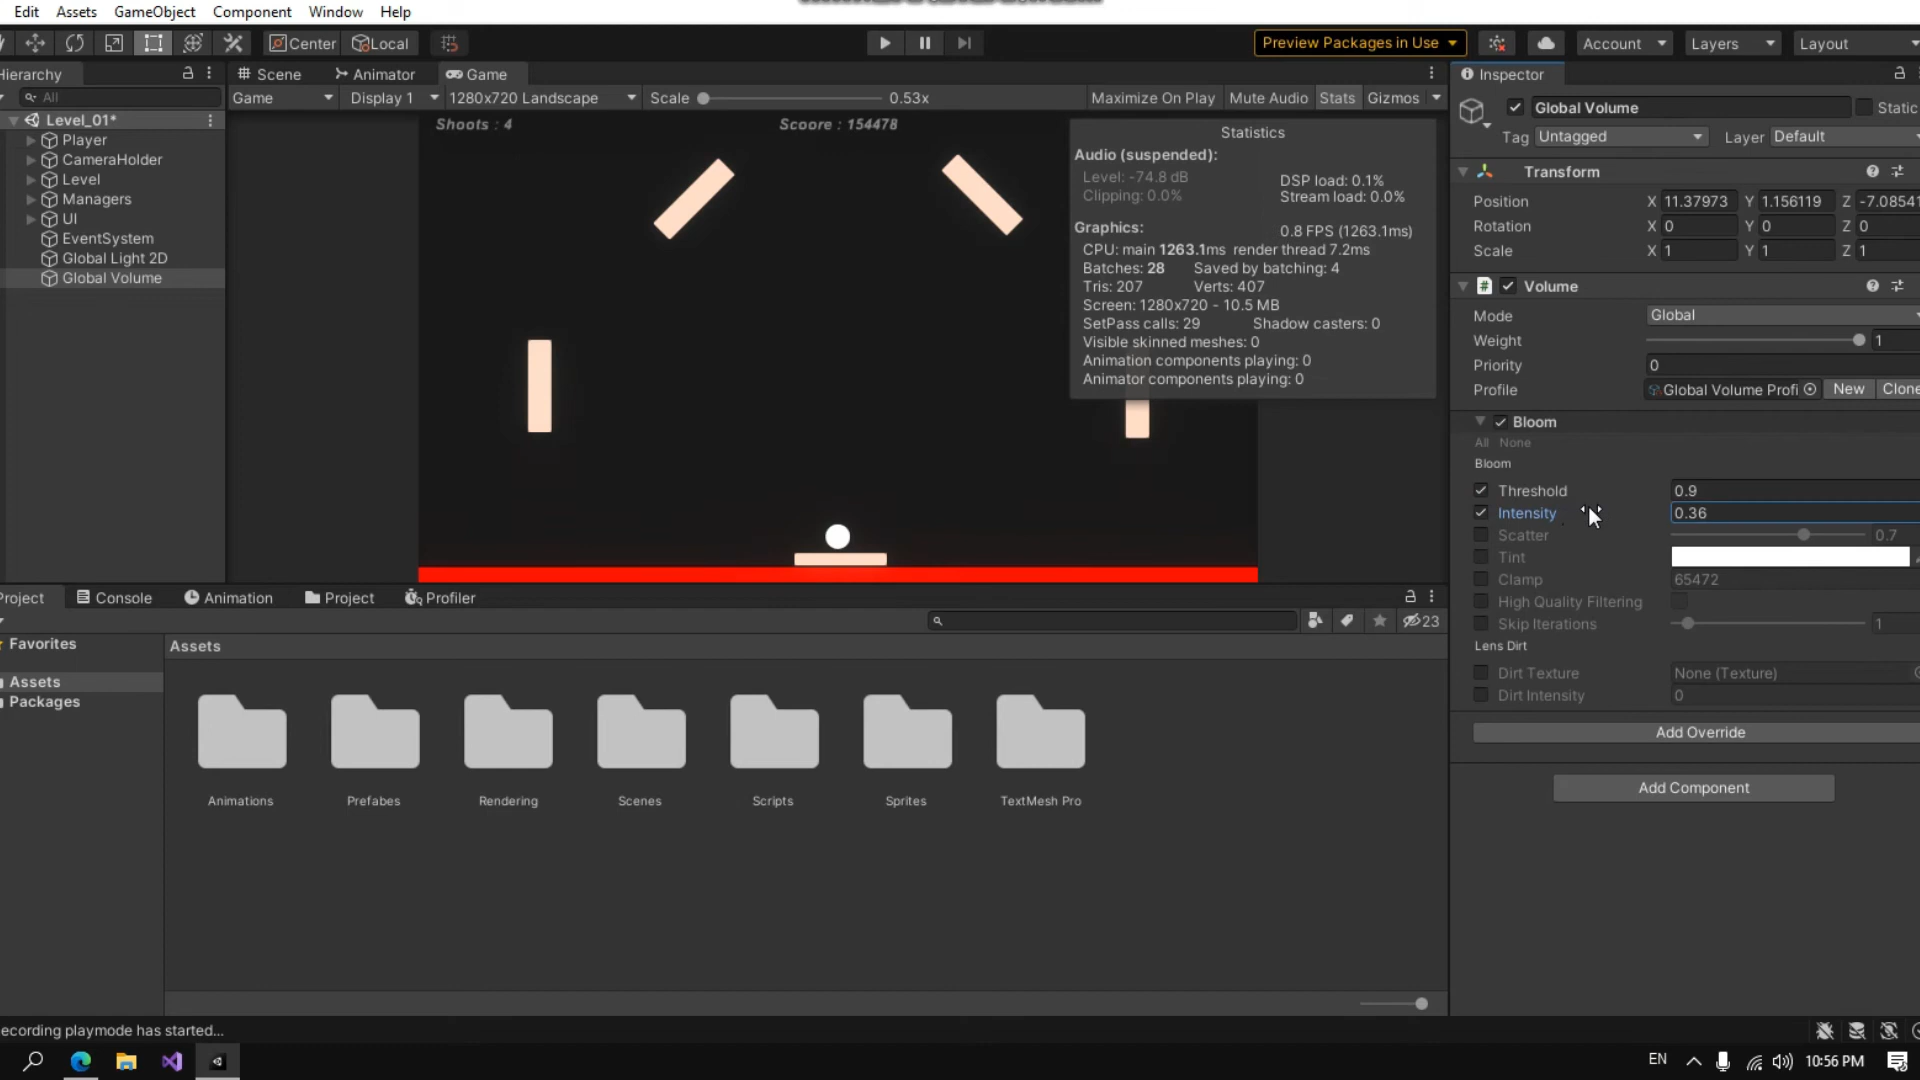 Edit Assets GameObject Component Window Help
Center Local Preview Packages in Use Account Layers Layout
Hierarchy Scene Animator Game Inspector
All Game Display 1 1280x720 Landscape Scale 0.53x Maximize On Play Mute Audio Stats Gizmos
Level_01*
Player
CameraHolder
Level
Managers
UI
EventSystem
Global Light 2D
Global Volume
Shoots : 4 Scoore : 154478
Statistics
Audio (suspended):
Level: -74.8 dB DSP load: 0.1%
Clipping: 0.0% Stream load: 0.0%
Graphics: 0.8 FPS (1263.1ms)
CPU: main 1263.1ms render thread 7.2ms
Batches: 28 Saved by batching: 4
Tris: 207 Verts: 407
Screen: 1280x720 - 10.5 MB
SetPass calls: 29 Shadow casters: 0
Visible skinned meshes: 0
Animation components playing: 0
Animator components playing: 0
Global Volume Static
Tag Untagged Layer Default
Transform
Position X 11.37973 Y 1.156119 Z -7.08541
Rotation X 0 Y 0 Z 0
Scale X 1 Y 1 Z 1
# Volume
Mode Global
Weight 1
Priority 0
Profile Global Volume Profi New Clone
Bloom
All None
Bloom
Threshold 0.9
Intensity 0.36
Scatter 0.7
Tint
Clamp 65472
High Quality Filtering
Skip Iterations 1
Lens Dirt
Dirt Texture None (Texture)
Dirt Intensity 0
Add Override
Add Component
Project Console Animation Project Profiler
23
Favorites
Assets
Packages
Assets
Animations Prefabes Rendering Scenes Scripts Sprites TextMesh Pro
ecording playmode has started...
EN 10:56 PM